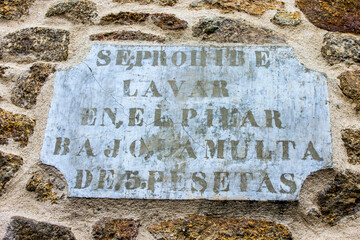 SE.PROHIBE
LAVAR
EN.EL.PILAR
BAJO.LA.MULTA
DE.5.PESETAS